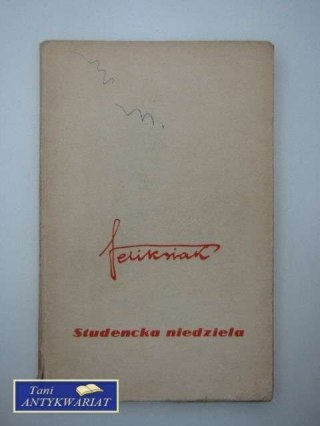 Feliksiak
Studencka niedziela
Tani
ANTYKWARIAT